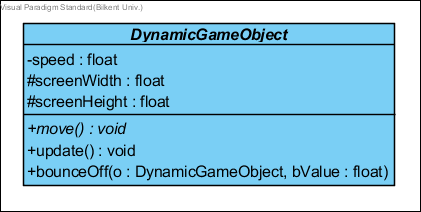 Visual Paradigm Standard(Bilkent Univ.)
DynamicGameObject
-speed : float
#screenWidth : float
#screenHeight : float
+move() : void
+update() : void
+bounceOff(o : DynamicGameObject, bValue : float)